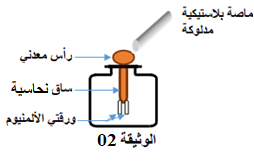 ماصة بلاستيكية
مدلوكة
رأس معدني
ساق نحاسية
ورقتي الألمنيوم
الوثيقة 02